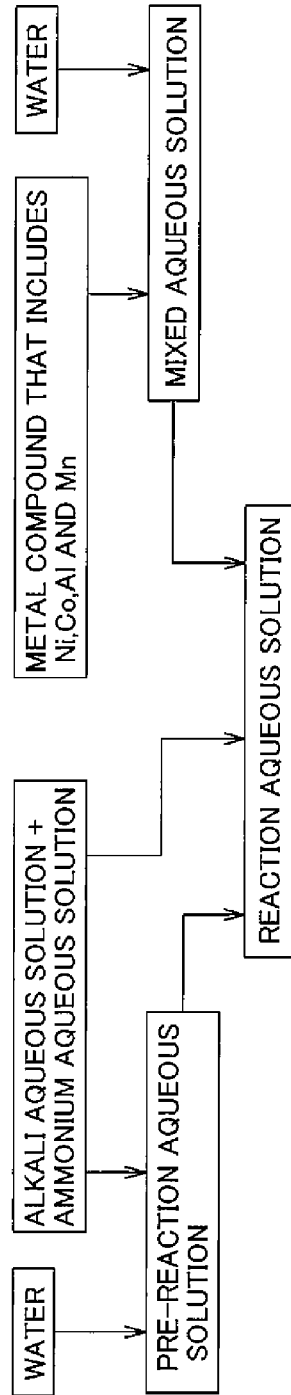 WATER
ALKALI AQUEOUS SOLUTION +
AMMONIUM AQUEOUS SOLUTION
METAL COMPOUND THAT INCLUDES
Ni,Co,Al AND Mn
WATER
PRE-REACTION AQUEOUS
SOLUTION
MIXED AQUEOUS SOLUTION
REACTION AQUEOUS SOLUTION